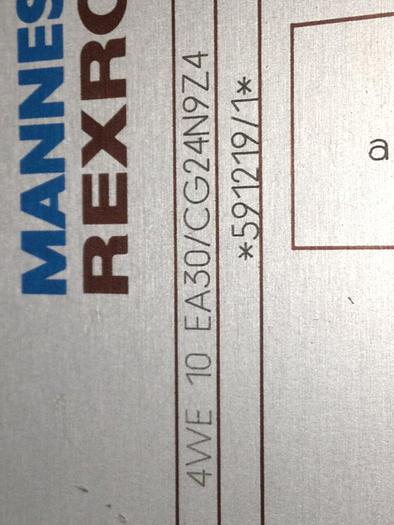 MANNES
REXRO
4WE 10 EA30/CG24N9Z4
*591219/1*
a